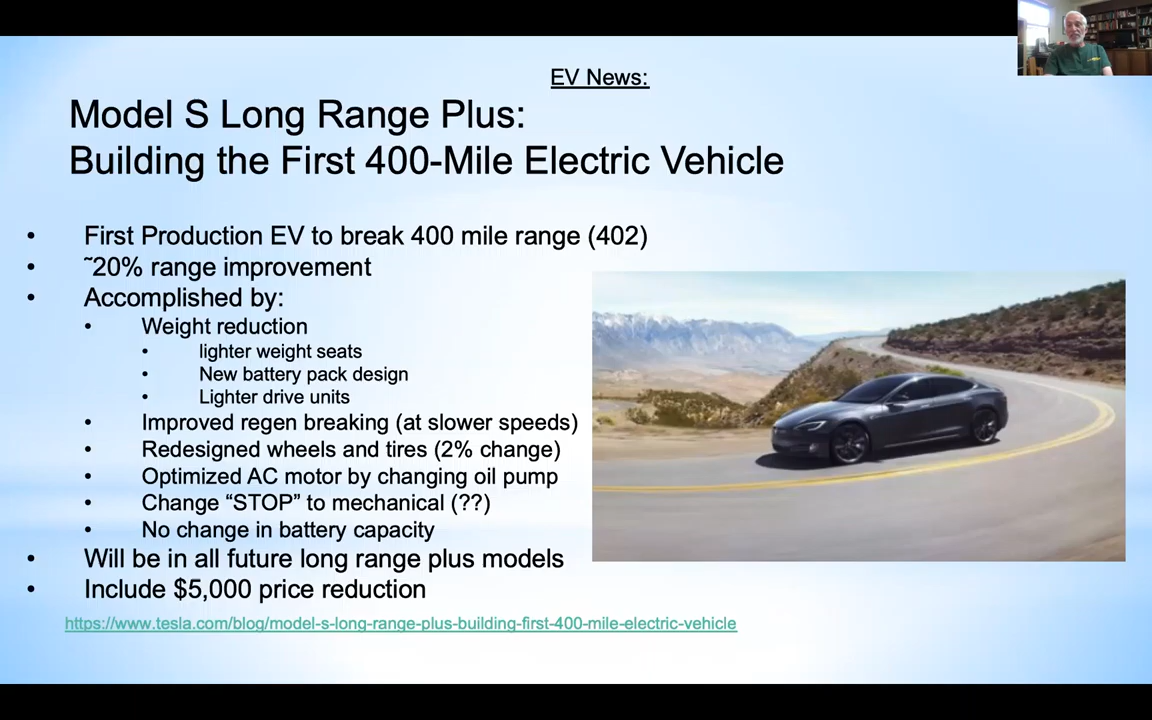 EV News:
Model S Long Range Plus:
Building the First 400-Mile Electric Vehicle
• First Production EV to break 400 mile range (402)
• ~20% range improvement
• Accomplished by:
• Weight reduction
• lighter weight seats
• New battery pack design
• Lighter drive units
• Improved regen breaking (at slower speeds)
• Redesigned wheels and tires (2% change)
• Optimized AC motor by changing oil pump
• Change “STOP” to mechanical (??)
• No change in battery capacity
• Will be in all future long range plus models
• Include $5,000 price reduction
https://www.tesla.com/blog/model-s-long-range-plus-building-first-400-mile-electric-vehicle